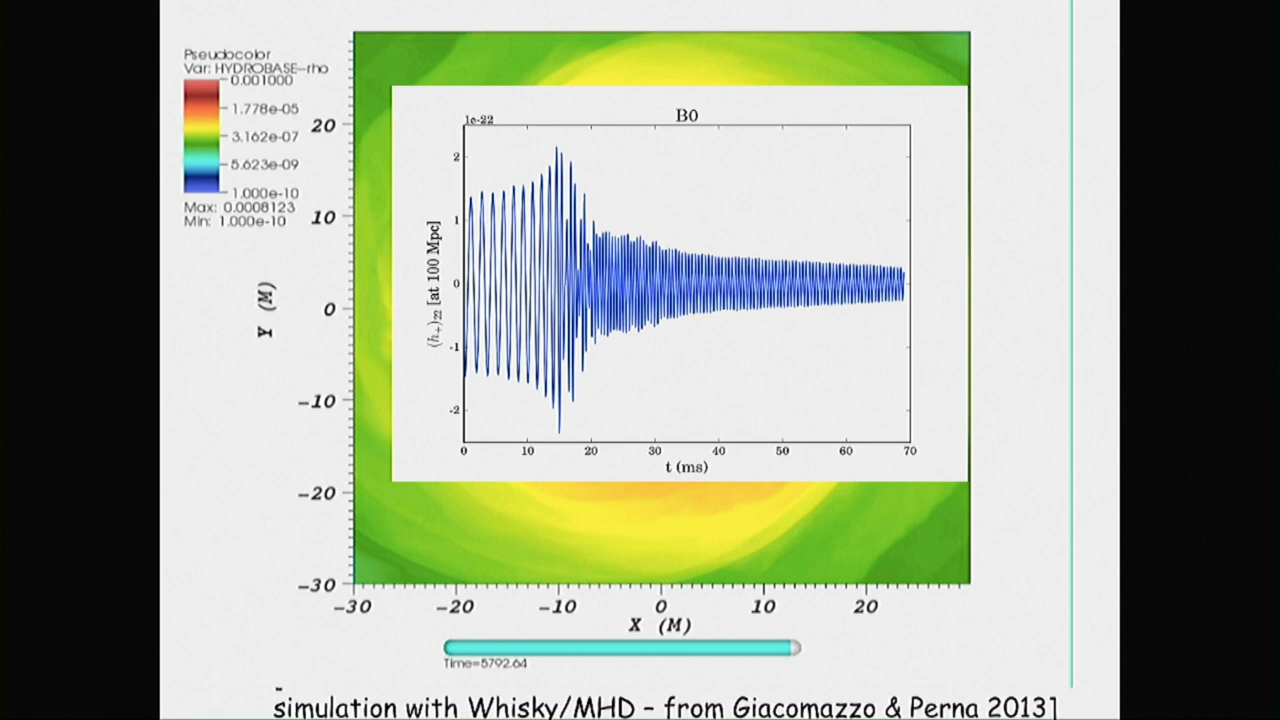 Pseudocolor
Var: HYDROBASE--rho
0.001000
1.778e-05
3.162e-07
5.623e-09
1.000e-10
Max: 0.0008123
Min: 1.000e-10
Y (M)
20
10
0
-10
-20
-30
B0
1e-22
2
1
0
-1
-2
⟨h₊⟩₂₂ [at 100 Mpc]
0 10 20 30 40 50 60 70
t (ms)
-30 -20 -10 0 10 20
X (M)
Time=5792.64
simulation with Whisky/MHD - from Giacomazzo & Perna 2013]